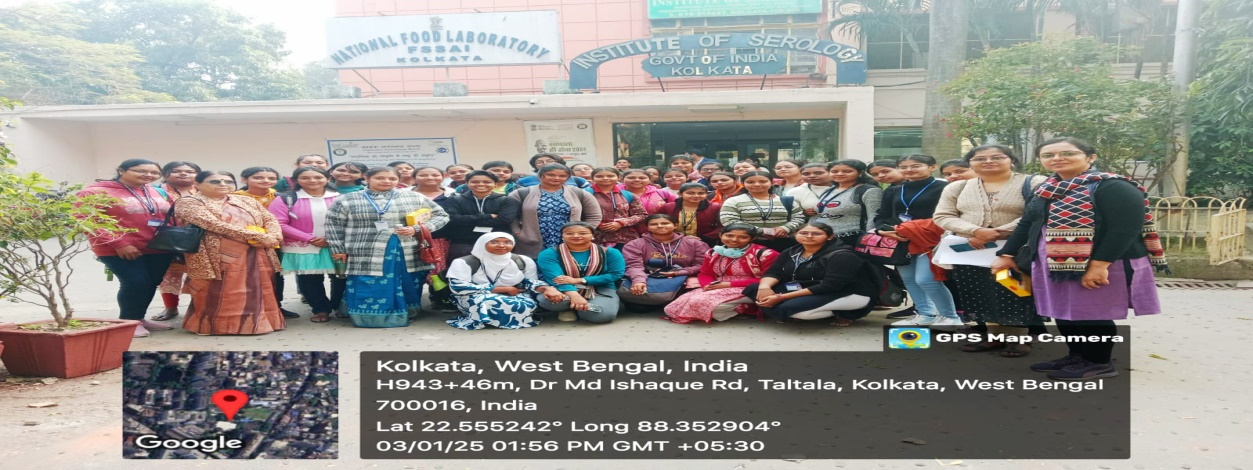 INSTITUTE OF
NATIONAL FOOD LABORATORY
FSSAI
KOLKATA
INSTITUTE OF SEROLOGY
GOVT OF INDIA
KOLKATA
GPS Map Camera
Kolkata, West Bengal, India
H943+46m, Dr Md Ishaque Rd, Taltala, Kolkata, West Bengal
700016, India
Lat 22.555242° Long 88.352904°
03/01/25 01:56 PM GMT +05:30
Google